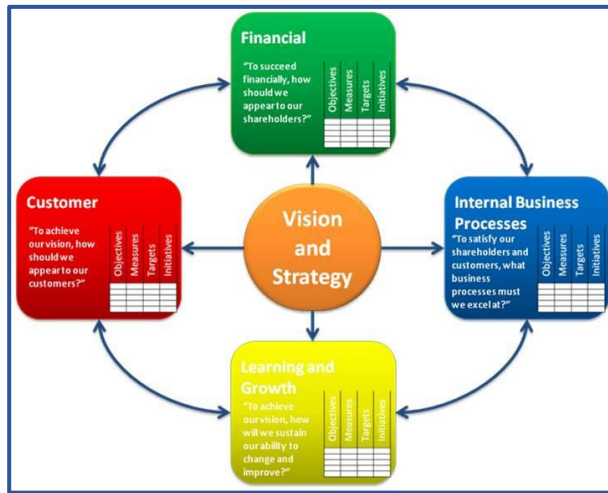 Financial
"To succeed
financially, how
should we
appear to our
shareholders?"
Objectives
Measures
Targets
Initiatives
Customer
"To achieve
our vision, how
should we
appear to our
customers?"
Objectives
Measures
Targets
Initiatives
Vision
and
Strategy
Internal Business
Processes
"To satisfy our
shareholders and
customers, what
business
processes must
we excel at?"
Objectives
Measures
Targets
Initiatives
Learning and
Growth
"To achieve
our vision, how
will we sustain
our ability to
change and
improve?"
Objectives
Measures
Targets
Initiatives